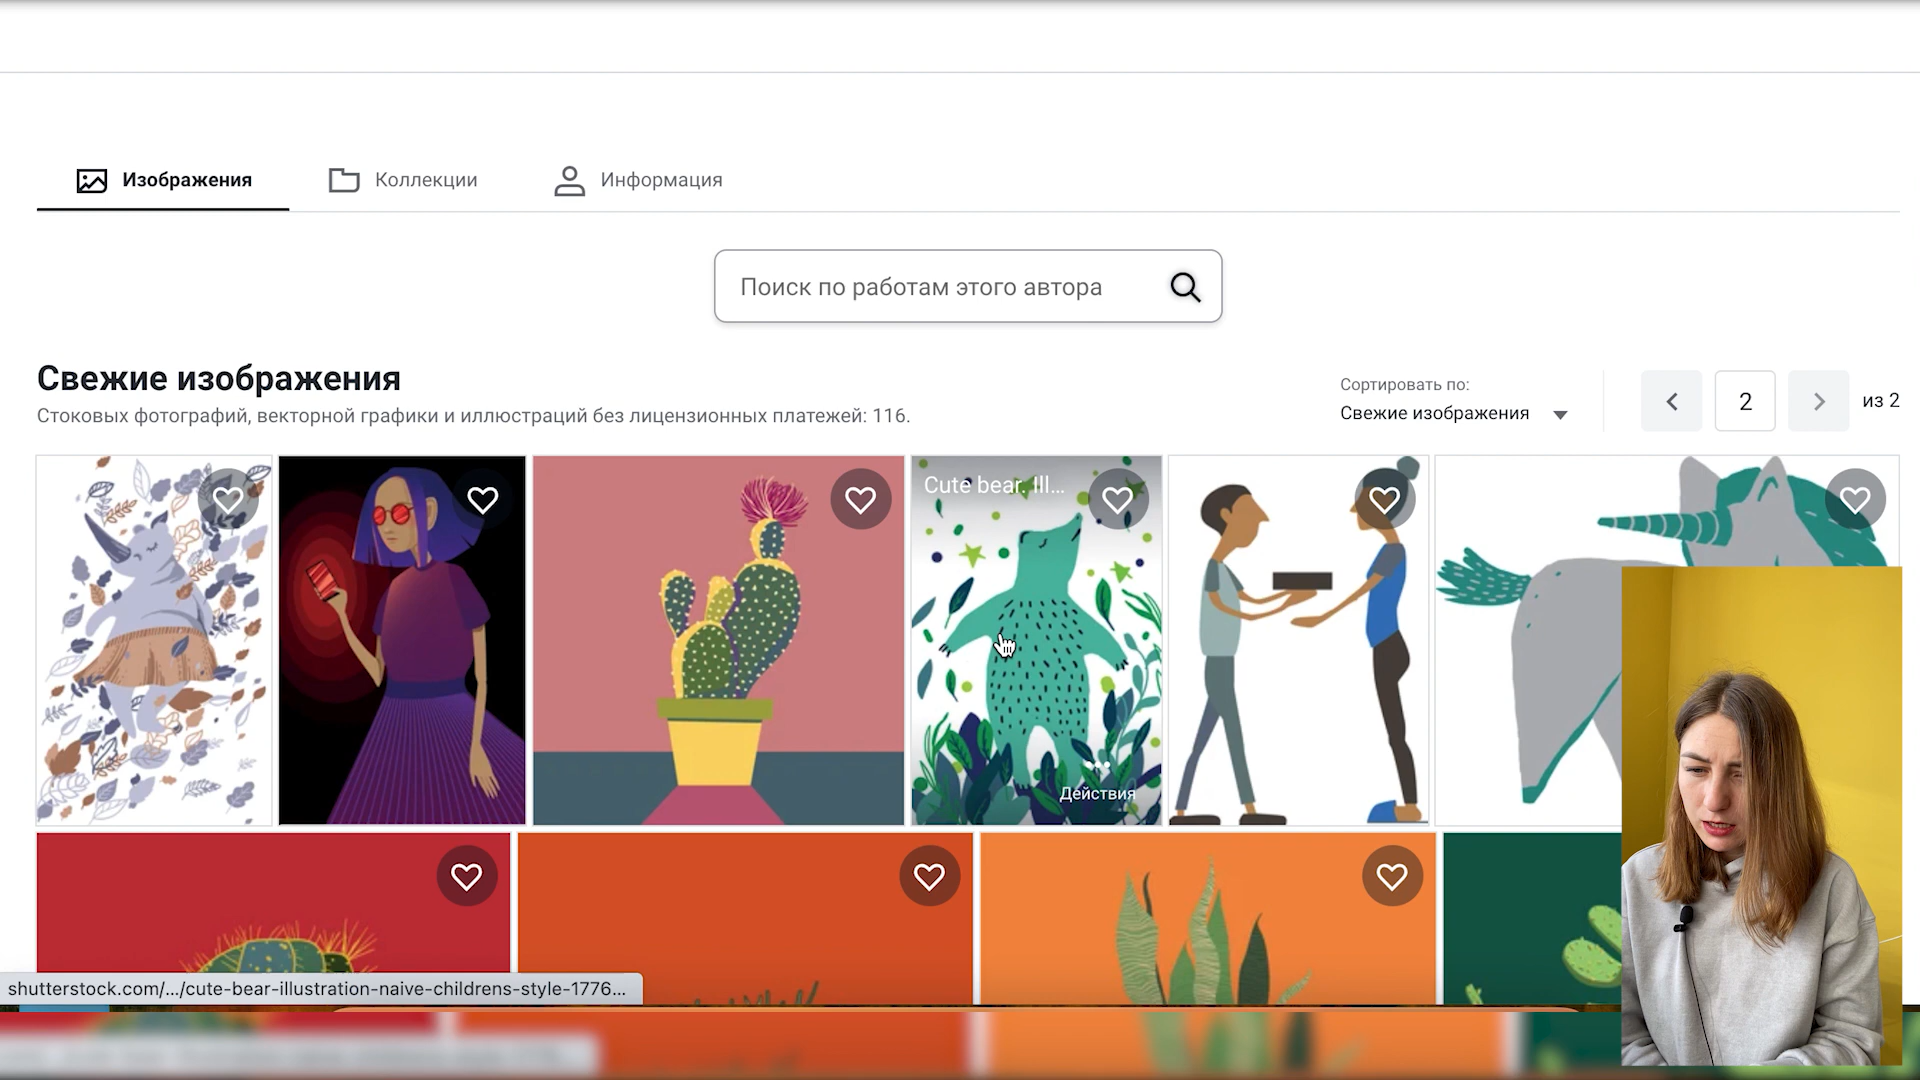 Изображения
Коллекции
Информация
Поиск по работам этого автора
Свежие изображения
Стоковых фотографий, векторной графики и иллюстраций без лицензионных платежей: 116.
Сортировать по:
Свежие изображения
2
из 2
Cute bear. Ill...
Действия
shutterstock.com/.../cute-bear-illustration-naive-childrens-style-1776...